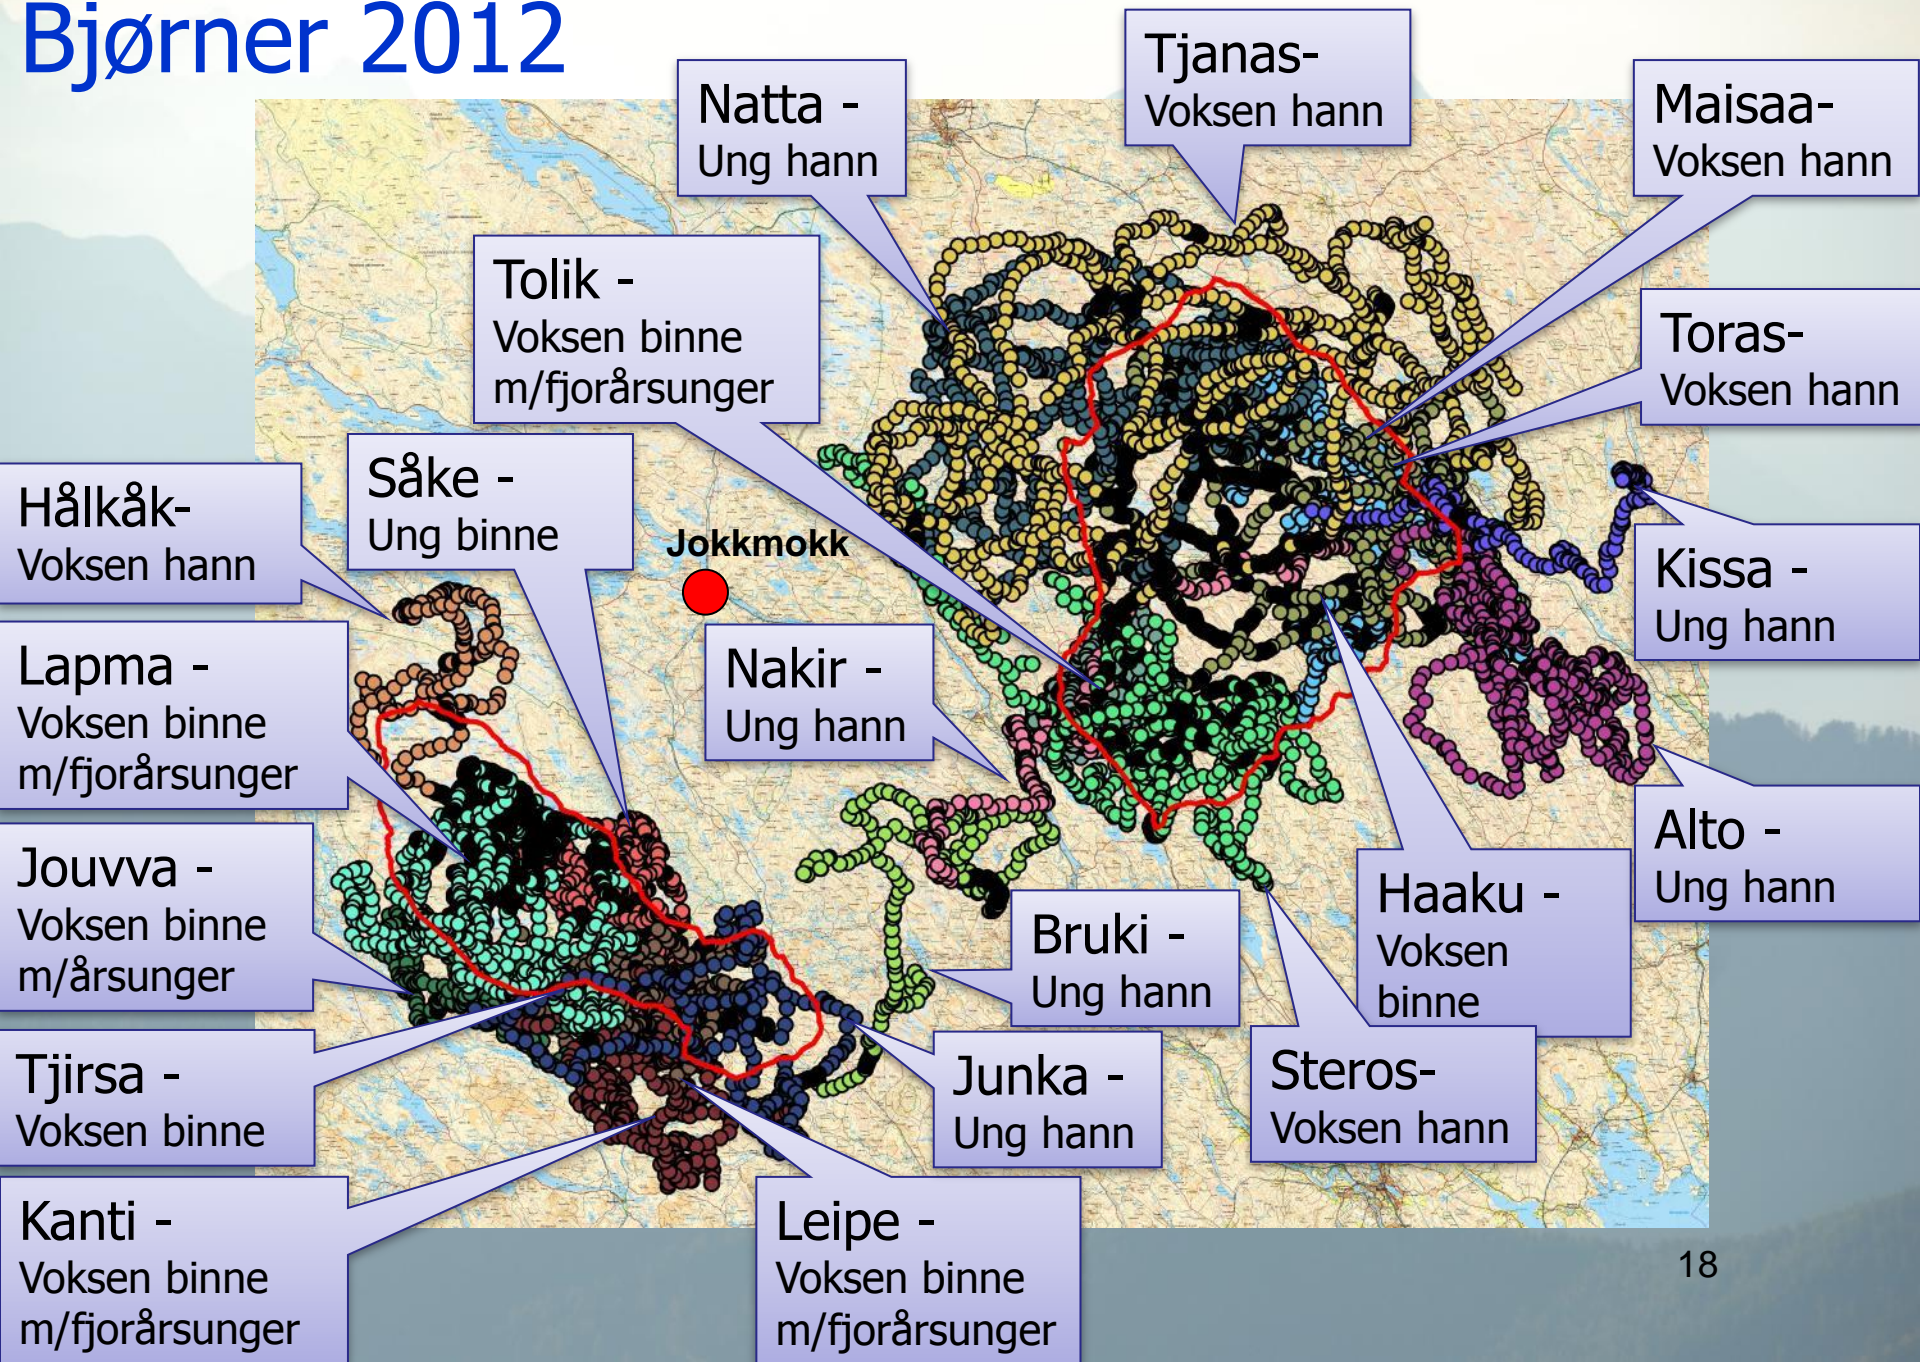 Bjørner 2012
Natta -
Ung hann
Tjanas-
Voksen hann
Maisaa-
Voksen hann
Tolik -
Voksen binne
m/fjorårsunger
Toras-
Voksen hann
Såke -
Ung binne
Hålkåk-
Voksen hann
Jokkmokk
Kissa -
Ung hann
Lapma -
Voksen binne
m/fjorårsunger
Nakir -
Ung hann
Alto -
Ung hann
Jouvva -
Voksen binne
m/årsunger
Bruki -
Ung hann
Haaku -
Voksen
binne
Tjirsa -
Voksen binne
Junka -
Ung hann
Steros-
Voksen hann
Kanti -
Voksen binne
m/fjorårsunger
Leipe -
Voksen binne
m/fjorårsunger
18